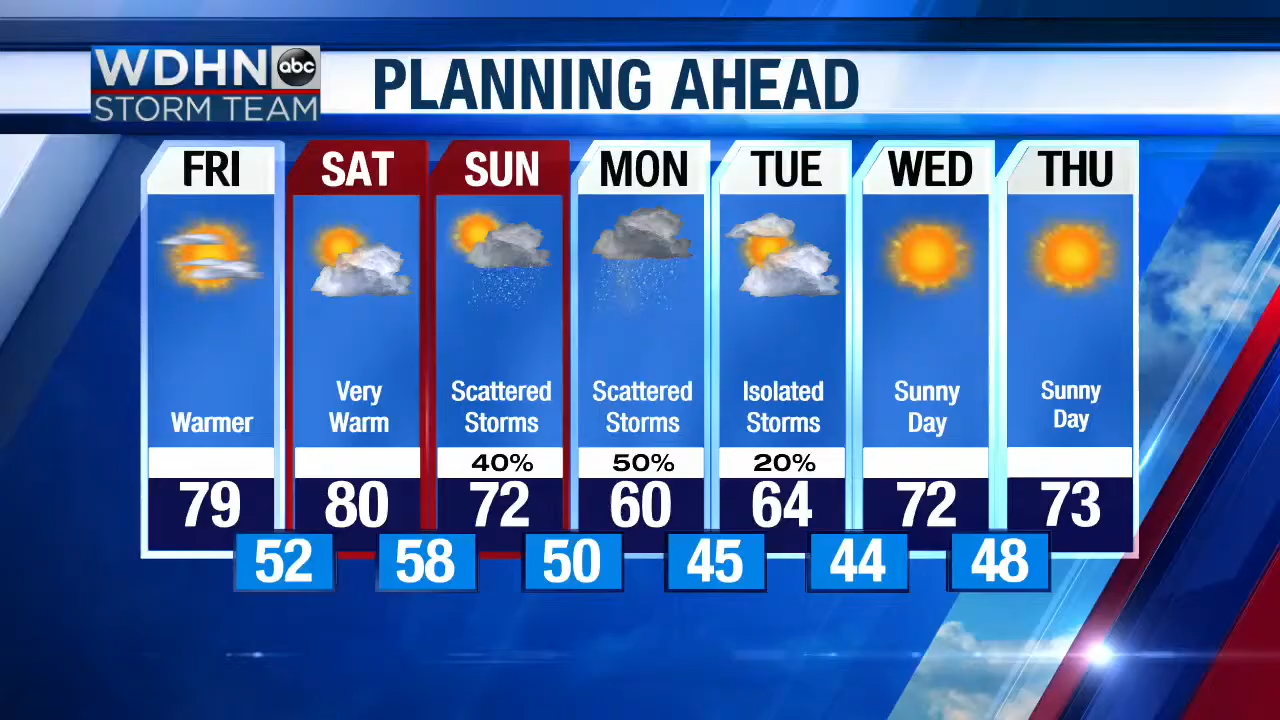 WDHN abc
STORM TEAM
PLANNING AHEAD
FRI SAT SUN MON TUE WED THU
Warmer
Very
Warm
Scattered
Storms
Scattered
Storms
Isolated
Storms
Sunny
Day
Sunny
Day
40% 50% 20%
79 80 72 60 64 72 73
52 58 50 45 44 48